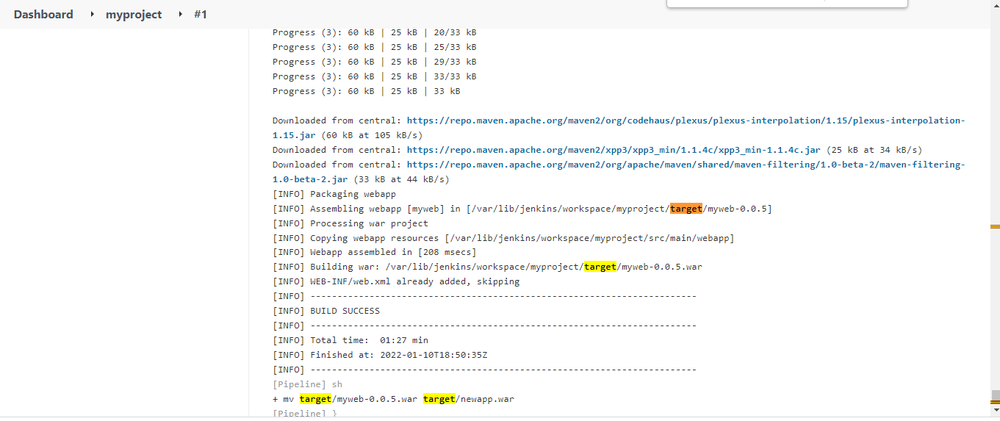 Dashboard ▸ myproject ▸ #1
Progress (3): 60 kB | 25 kB | 20/33 kB
Progress (3): 60 kB | 25 kB | 25/33 kB
Progress (3): 60 kB | 25 kB | 29/33 kB
Progress (3): 60 kB | 25 kB | 33/33 kB
Progress (3): 60 kB | 25 kB | 33 kB
Downloaded from central: https://repo.maven.apache.org/maven2/org/codehaus/plexus/plexus-interpolation/1.15/plexus-interpolation-
1.15.jar (60 kB at 105 kB/s)
Downloaded from central: https://repo.maven.apache.org/maven2/xpp3/xpp3_min/1.1.4c/xpp3_min-1.1.4c.jar (25 kB at 34 kB/s)
Downloaded from central: https://repo.maven.apache.org/maven2/org/apache/maven/shared/maven-filtering/1.0-beta-2/maven-filtering-
1.0-beta-2.jar (33 kB at 44 kB/s)
[INFO] Packaging webapp
[INFO] Assembling webapp [myweb] in [/var/lib/jenkins/workspace/myproject/target/myweb-0.0.5]
[INFO] Processing war project
[INFO] Copying webapp resources [/var/lib/jenkins/workspace/myproject/src/main/webapp]
[INFO] Webapp assembled in [208 msecs]
[INFO] Building war: /var/lib/jenkins/workspace/myproject/target/myweb-0.0.5.war
[INFO] WEB-INF/web.xml already added, skipping
[INFO] ------------------------------------------------------------------------
[INFO] BUILD SUCCESS
[INFO] ------------------------------------------------------------------------
[INFO] Total time:  01:27 min
[INFO] Finished at: 2022-01-10T18:50:35Z
[INFO] ------------------------------------------------------------------------
[Pipeline] sh
+ mv target/myweb-0.0.5.war target/newapp.war
[Pipeline] }